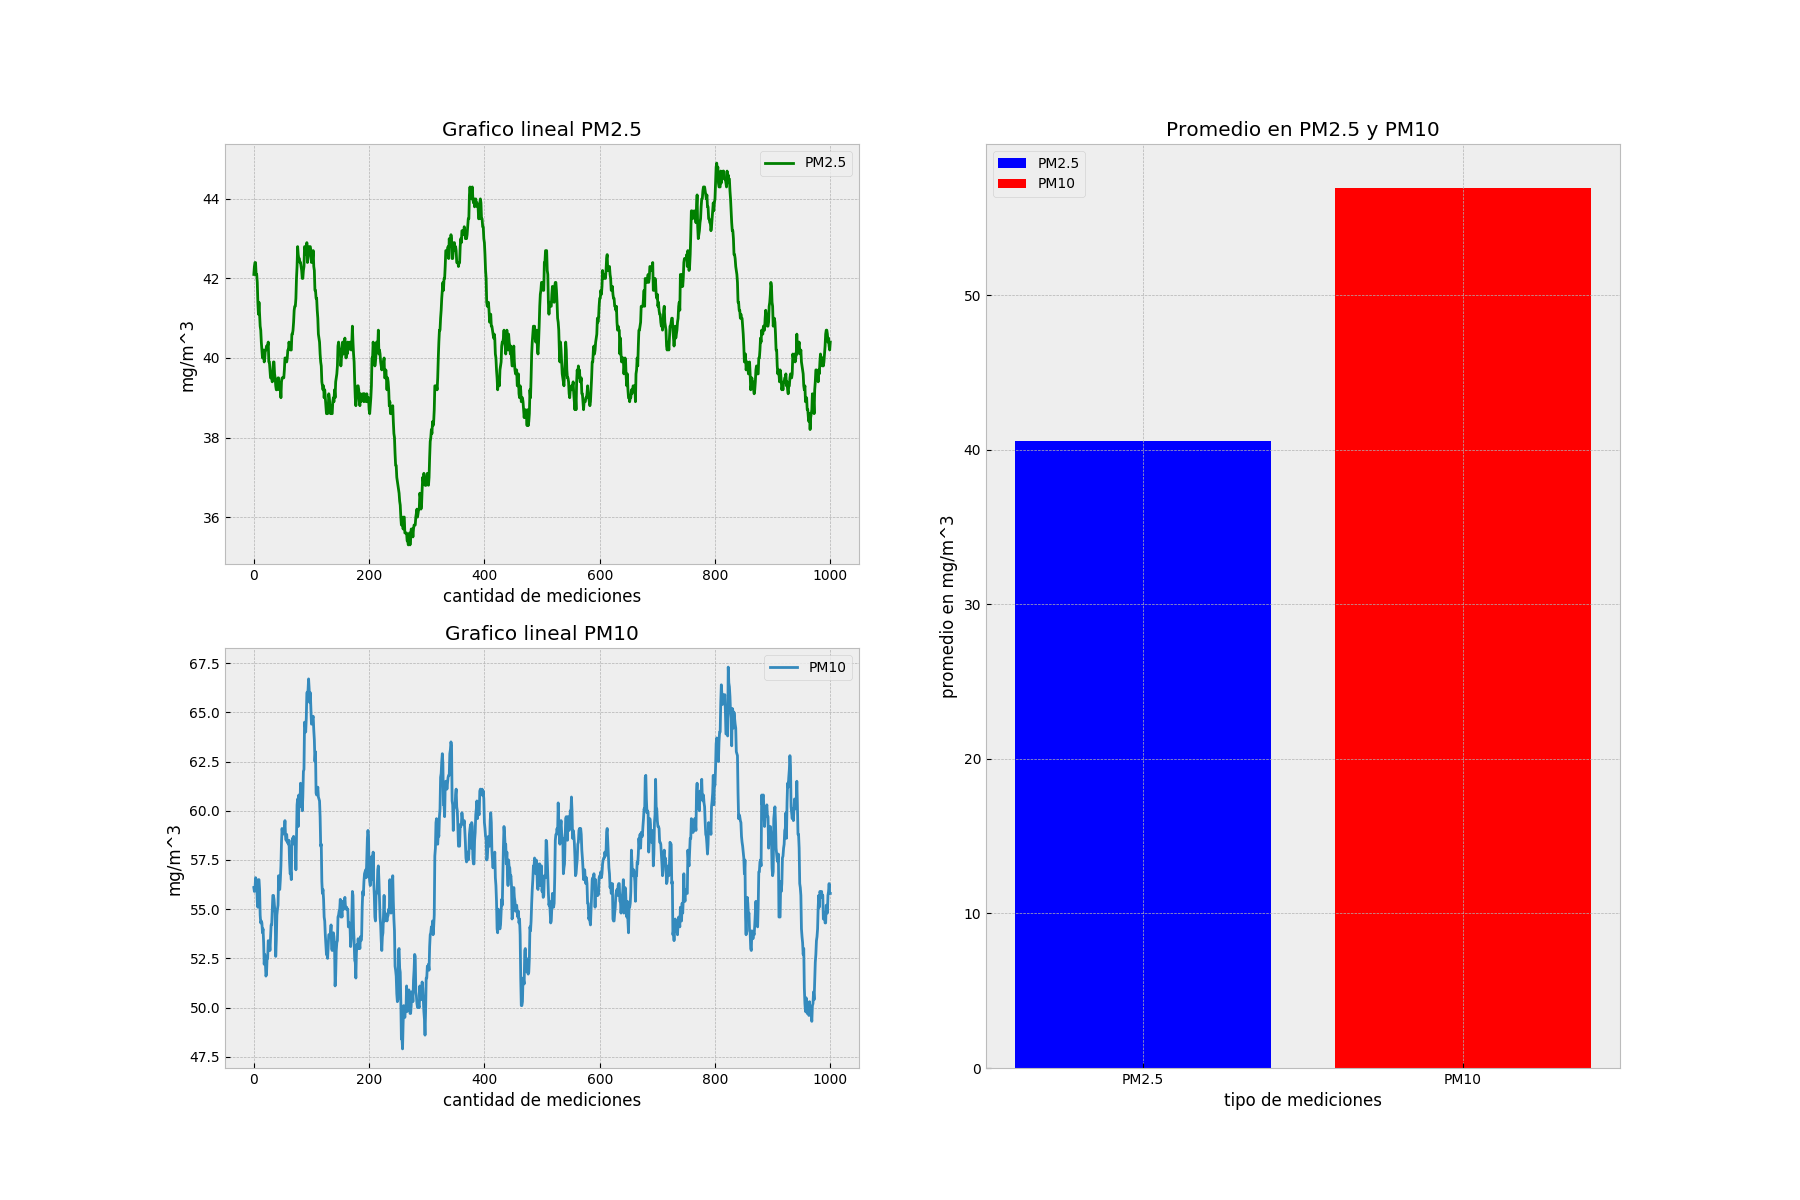 Grafico lineal PM2.5
PM2.5
44
42
40
38
36
mg/m^3
0 200 400 600 800 1000
cantidad de mediciones
Grafico lineal PM10
PM10
67.5
65.0
62.5
60.0
57.5
55.0
52.5
50.0
47.5
mg/m^3
0 200 400 600 800 1000
cantidad de mediciones
Promedio en PM2.5 y PM10
PM2.5
PM10
50
40
30
20
10
0
promedio en mg/m^3
PM2.5 PM10
tipo de mediciones